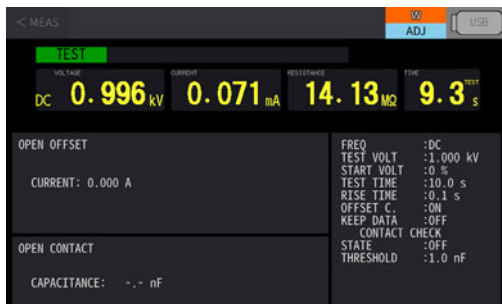 < MEAS
W
ADJ
USB
TEST
VOLTAGE
CURRENT
RESISTANCE
TIME
DC 0.996 kV
0.071 mA
14.13 MΩ
9.3 s
TEST
OPEN OFFSET
CURRENT: 0.000 A
OPEN CONTACT
CAPACITANCE: -.- nF
FREQ :DC
TEST VOLT :1.000 kV
START VOLT :0 %
TEST TIME :10.0 s
RISE TIME :0.1 s
OFFSET C. :ON
KEEP DATA :OFF
CONTACT CHECK
STATE :OFF
THRESHOLD :1.0 nF